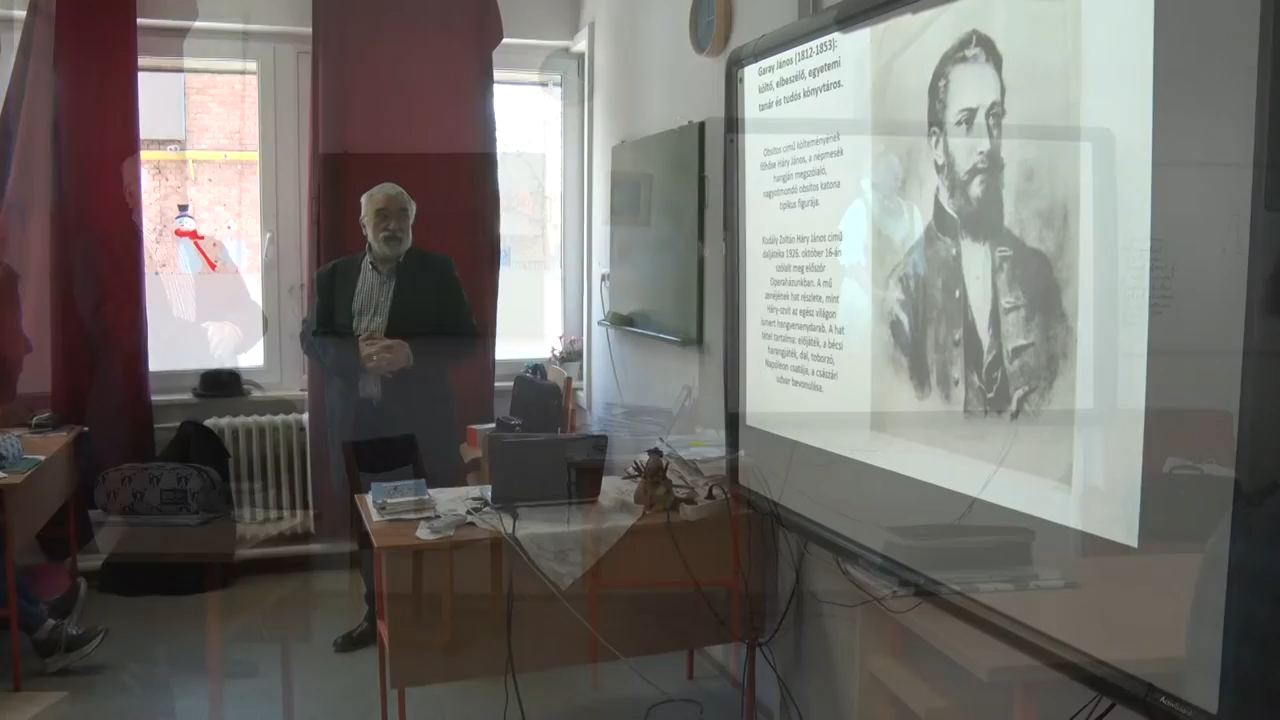 Garay János (1812-1853):
költő, elbeszélő, egyetemi
tanár és tudós könyvtáros.
Obsitos című költeményének
főhőse Háry János, a népmesék
hangján megszólaló,
nagyotmondó obsitos katona
tipikus figurája.
Kodály Zoltán Háry János című
daljátéka 1926. október 16-án
szólalt meg először
Operaházunkban. A mű
zenéjének hat részlete, mint
Háry-szvit az egész világon
ismert hangversenydarab. A hat
tétel tartalma: előjáték, a bécsi
harangjáték, dal, toborzó,
Napóleon csatája, a császári
udvar bevonulása.